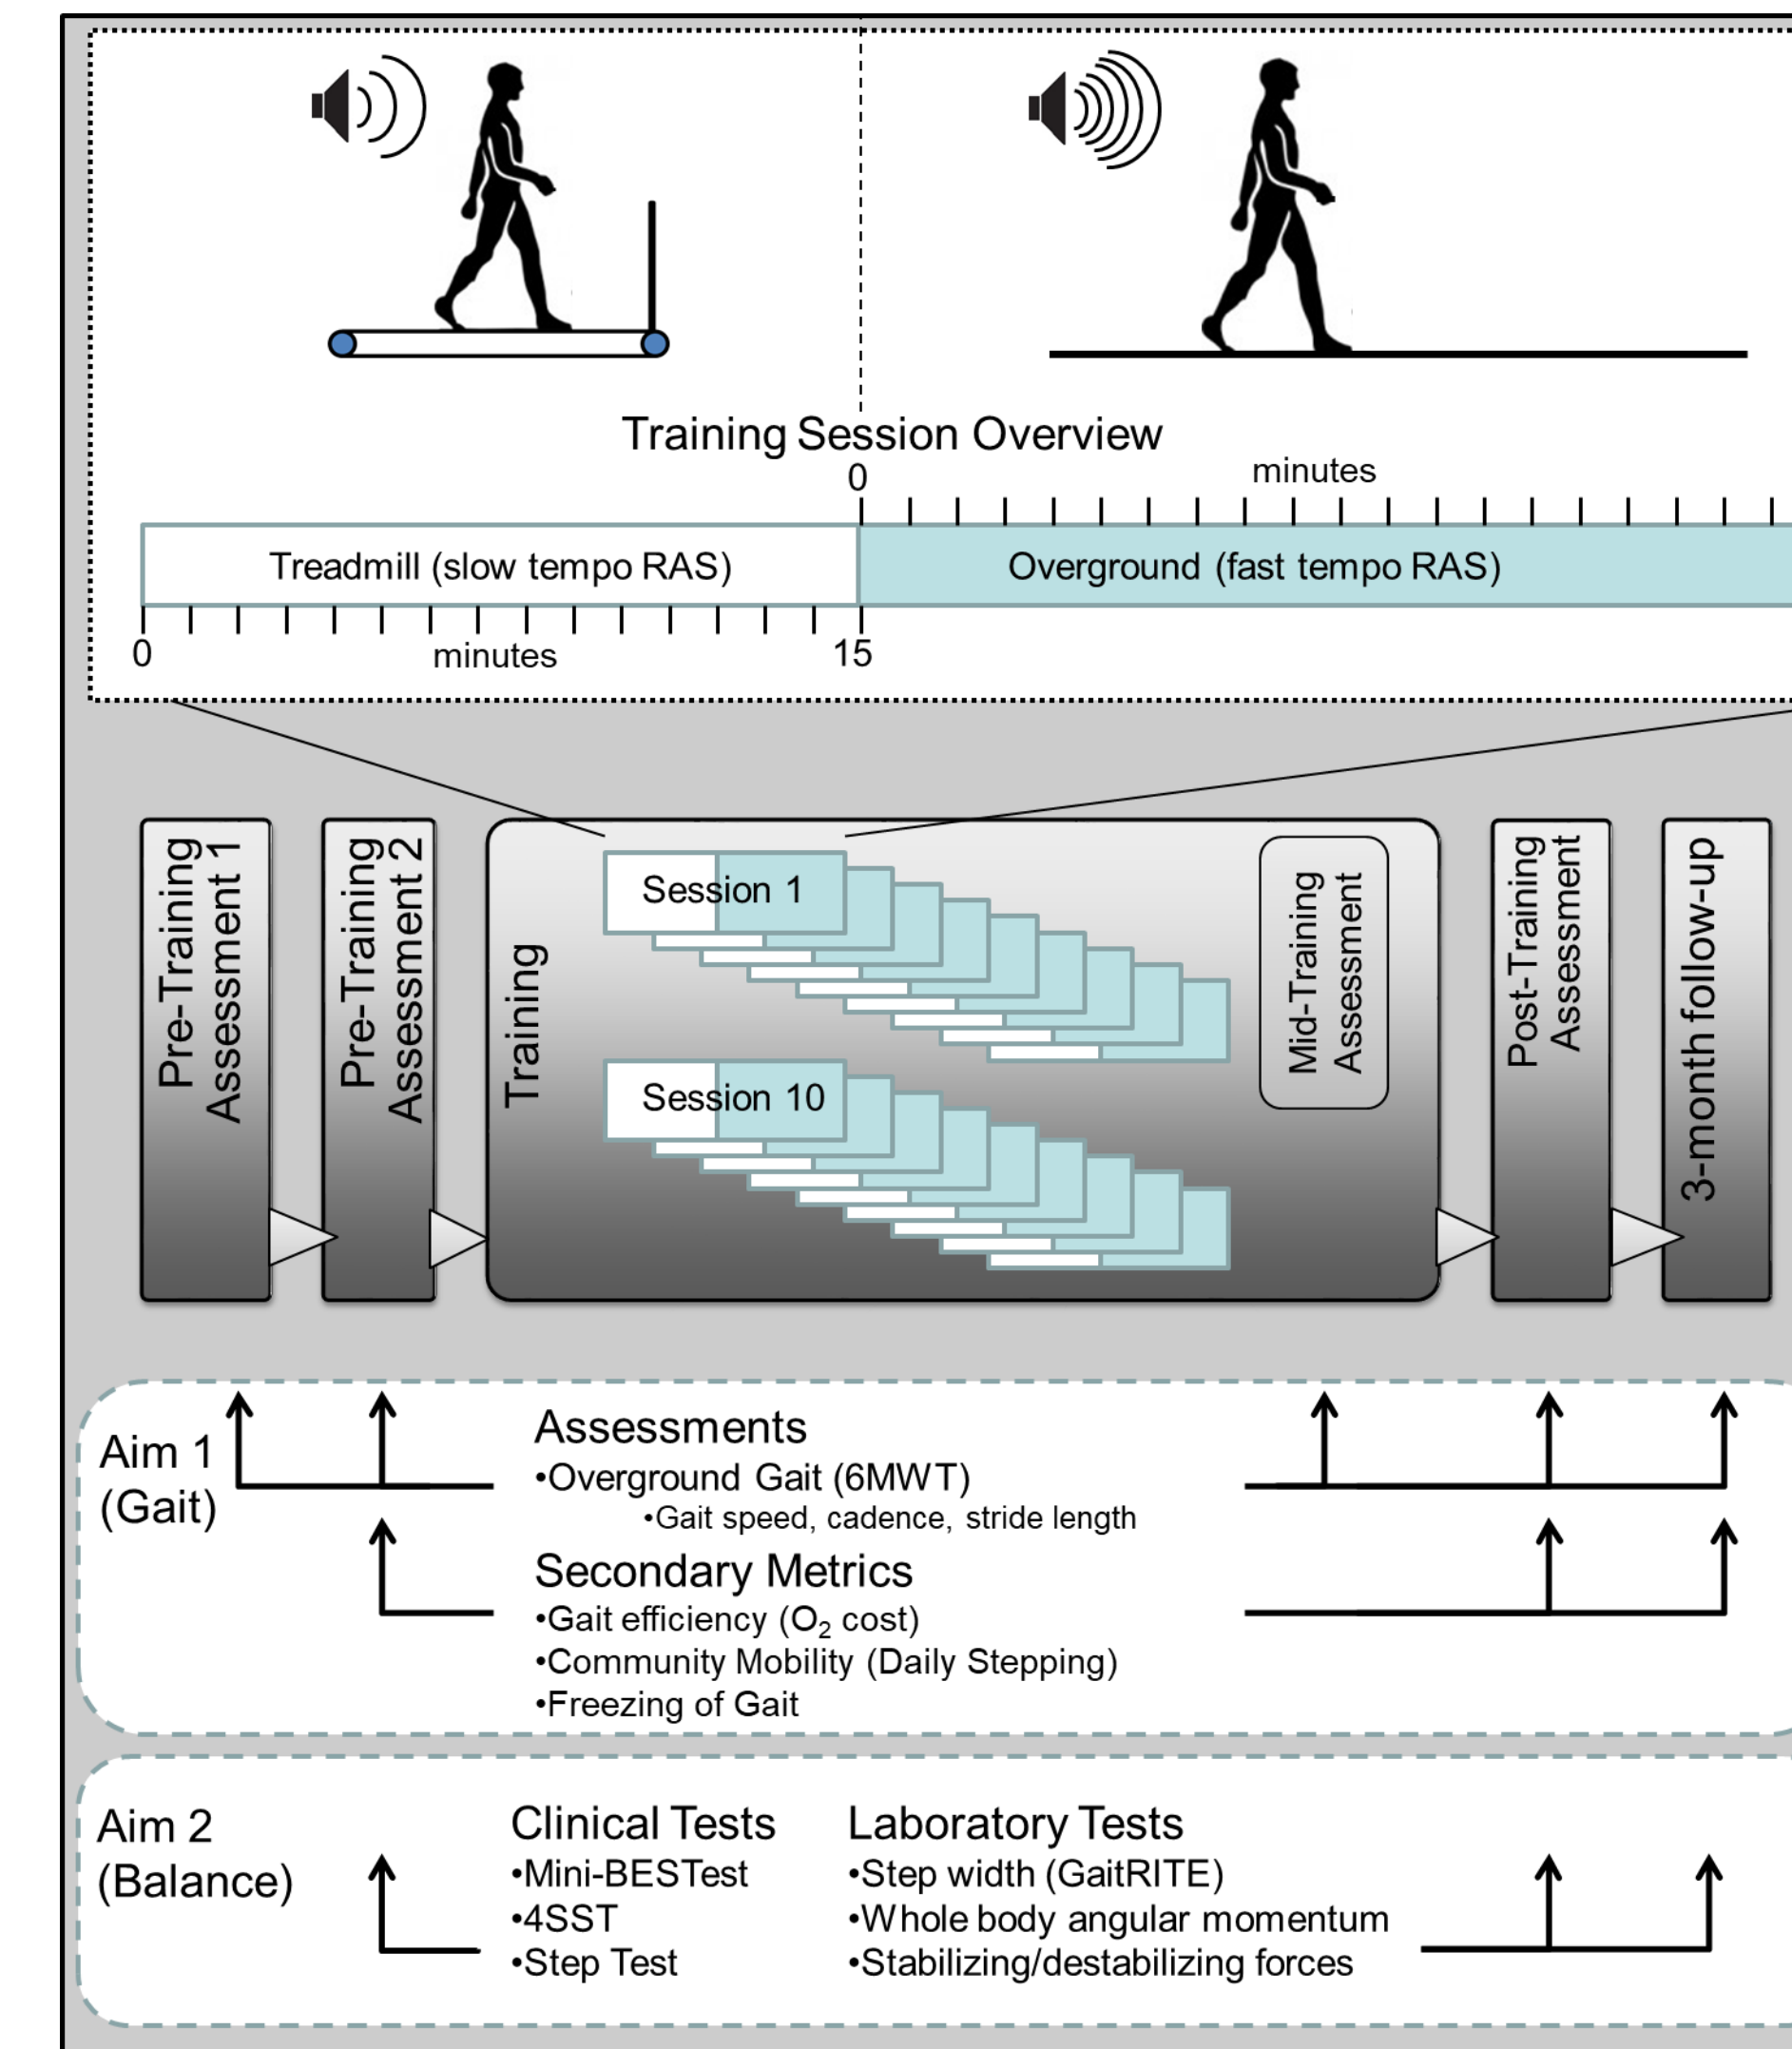 Training Session Overview
0
minutes
Treadmill (slow tempo RAS)
Overground (fast tempo RAS)
0
minutes
15
Pre-Training
Assessment 1
Pre-Training
Assessment 2
Training
Session 1
Session 10
Mid-Training
Assessment
Post-Training
Assessment
3-month follow-up
Aim 1
(Gait)
Assessments
•Overground Gait (6MWT)
•Gait speed, cadence, stride length
Secondary Metrics
•Gait efficiency (O₂ cost)
•Community Mobility (Daily Stepping)
•Freezing of Gait
Aim 2
(Balance)
Clinical Tests
•Mini-BESTest
•4SST
•Step Test
Laboratory Tests
•Step width (GaitRITE)
•Whole body angular momentum
•Stabilizing/destabilizing forces